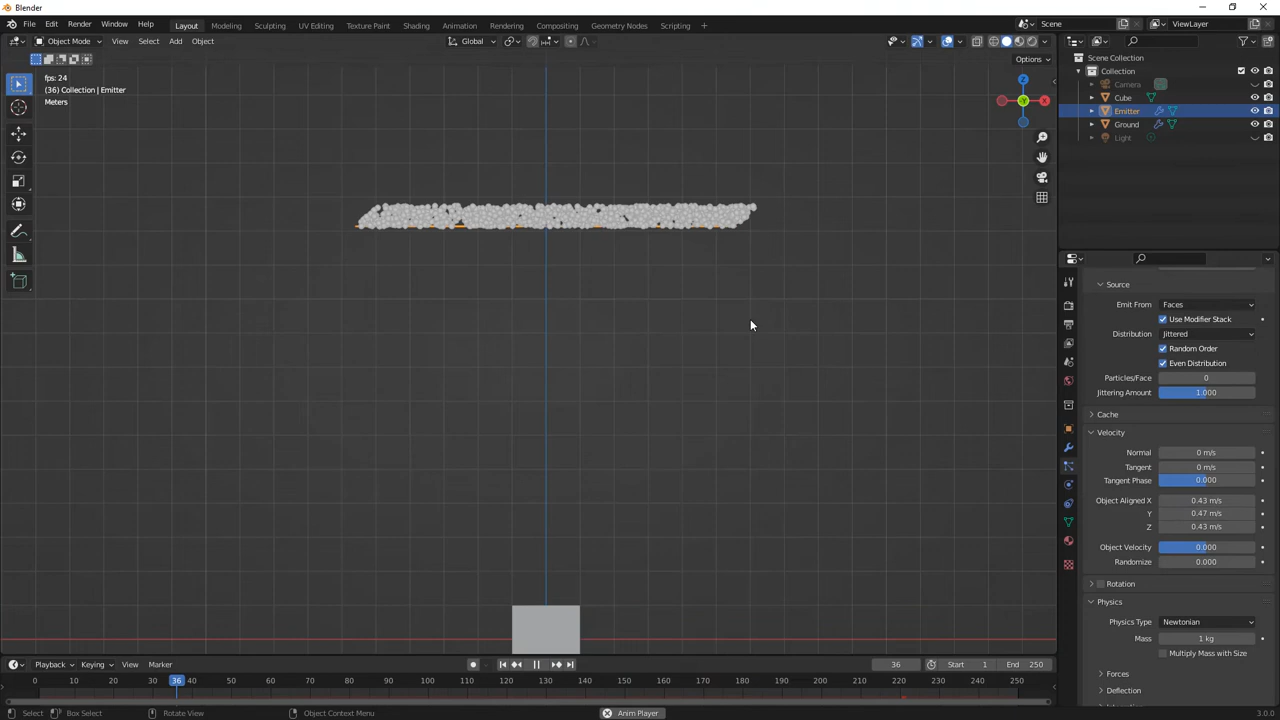 Blender
File Edit Render Window Help Layout Modeling Sculpting UV Editing Texture Paint Shading Animation Rendering Compositing Geometry Nodes Scripting + Scene ViewLayer
Object Mode View Select Add Object Global
Options
fps: 24
(36) Collection | Emitter
Meters
Z
Y
X
Scene Collection
Collection
Camera
Cube
Emitter
Ground
Light
Source
Emit From Faces
Use Modifier Stack
Distribution Jittered
Random Order
Even Distribution
Particles/Face 0
Jittering Amount 1.000
Cache
Velocity
Normal 0 m/s
Tangent 0 m/s
Tangent Phase 0.000
Object Aligned X 0.43 m/s
Y 0.47 m/s
Z 0.43 m/s
Object Velocity 0.000
Randomize 0.000
Rotation
Physics
Physics Type Newtonian
Mass 1 kg
Multiply Mass with Size
Forces
Deflection
Playback Keying View Marker 36 Start 1 End 250
0 10 20 36 40 50 60 70 80 90 100 110 120 130 140 150 160 170 180 190 200 210 220 230 240 250
Select Box Select Rotate View Object Context Menu Anim Player 3.0.0